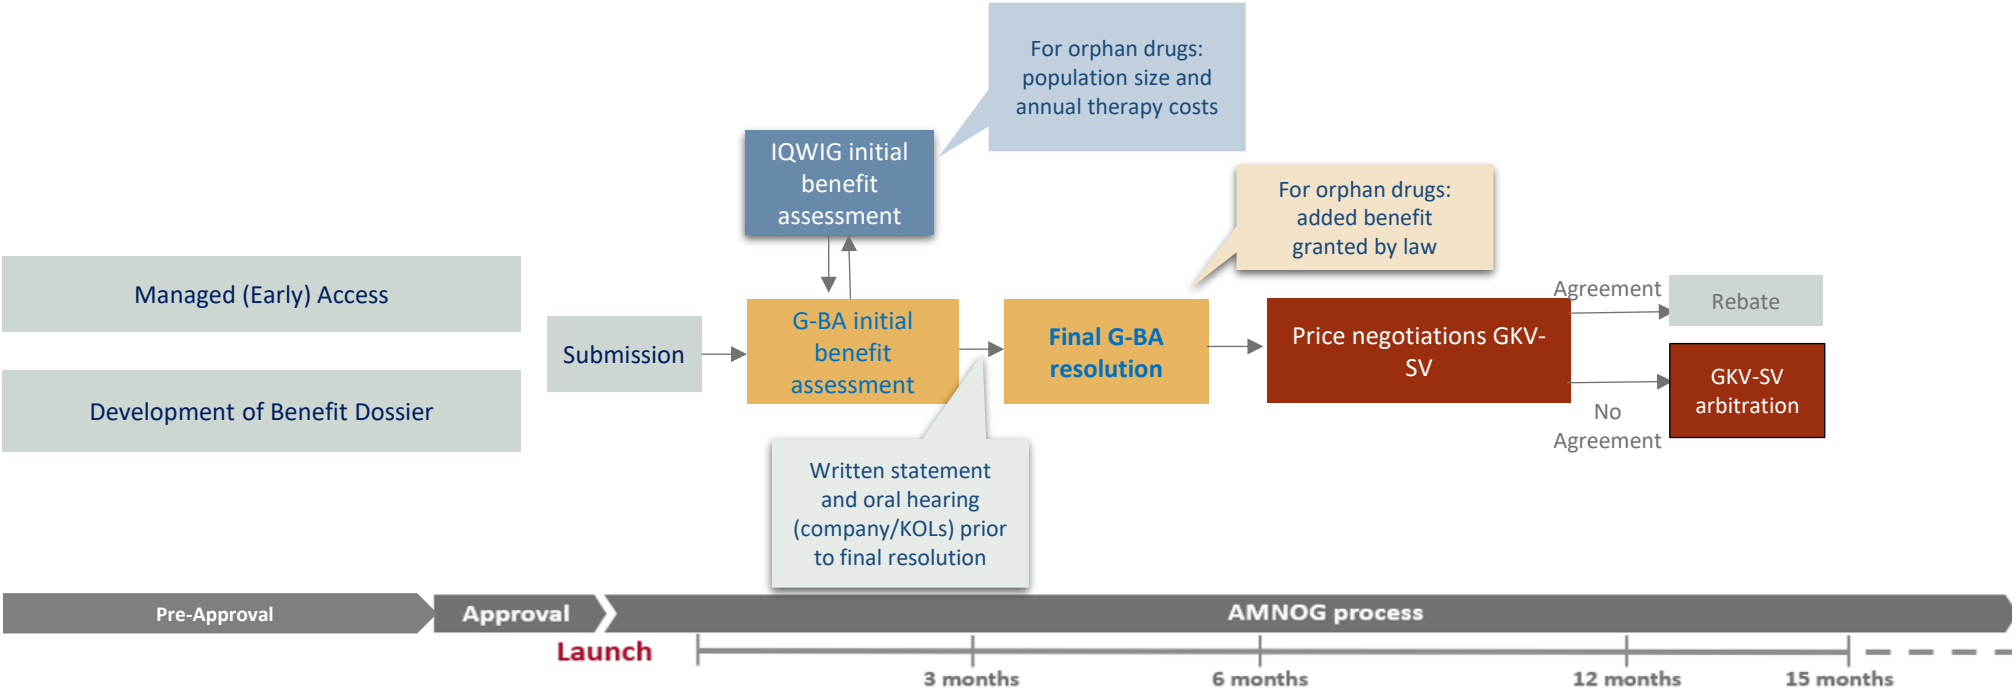 For orphan drugs:
population size and
annual therapy costs
IQWIG initial
benefit
assessment
For orphan drugs:
added benefit
granted by law
Managed (Early) Access
Development of Benefit Dossier
Submission
G-BA initial
benefit
assessment
Final G-BA
resolution
Price negotiations GKV-
SV
Agreement
Rebate
No
Agreement
GKV-SV
arbitration
Written statement
and oral hearing
(company/KOLs) prior
to final resolution
Pre-Approval
Approval
AMNOG process
Launch
3 months
6 months
12 months
15 months